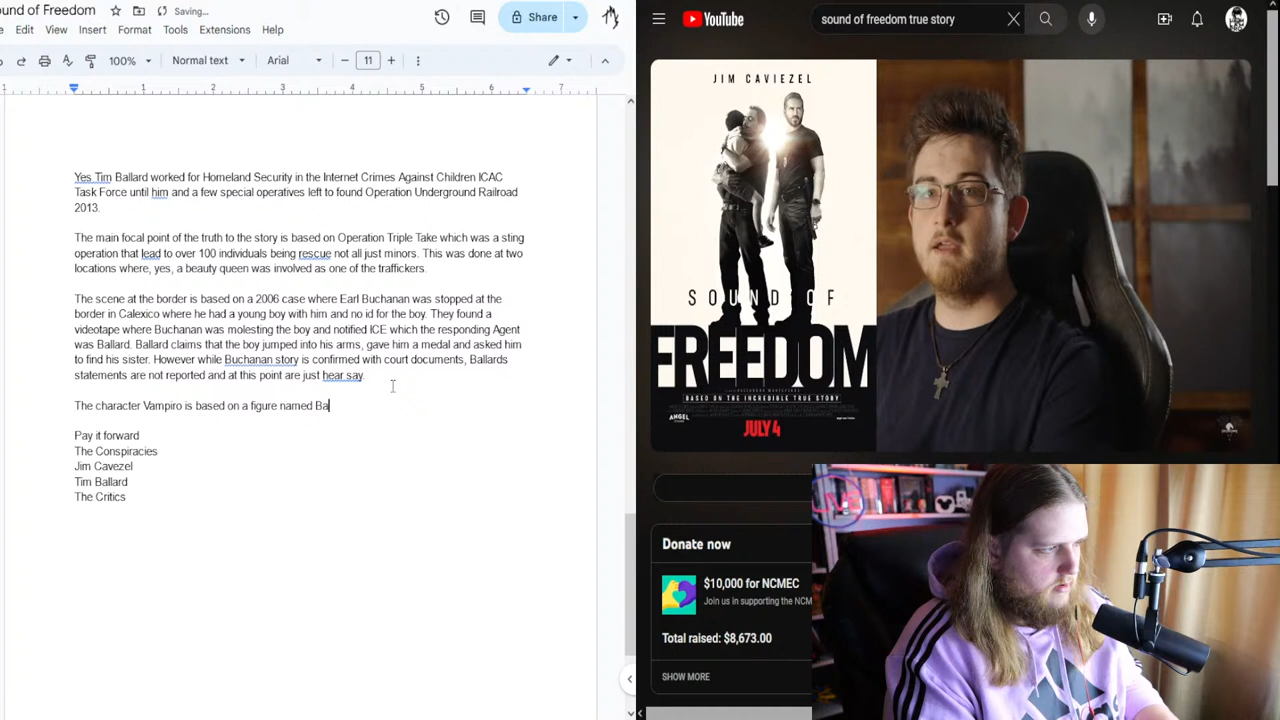 ound of Freedom
Saving...
Edit View Insert Format Tools Extensions Help
Share
100% Normal text Arial 11
1 1 2 3 4 5 6 7
Yes Tim Ballard worked for Homeland Security in the Internet Crimes Against Children ICAC
Task Force until him and a few special operatives left to found Operation Underground Railroad
2013.
The main focal point of the truth to the story is based on Operation Triple Take which was a sting
operation that lead to over 100 individuals being rescue not all just minors. This was done at two
locations where, yes, a beauty queen was involved as one of the traffickers.
The scene at the border is based on a 2006 case where Earl Buchanan was stopped at the
border in Calexico where he had a young boy with him and no id for the boy. They found a
videotape where Buchanan was molesting the boy and notified ICE which the responding Agent
was Ballard. Ballard claims that the boy jumped into his arms, gave him a medal and asked him
to find his sister. However while Buchanan story is confirmed with court documents, Ballards
statements are not reported and at this point are just hear say.
The character Vampiro is based on a figure named Ba
Pay it forward
The Conspiracies
Jim Cavezel
Tim Ballard
The Critics
YouTube
sound of freedom true story
JIM CAVIEZEL
SOUND OF
FREEDOM
BASED ON THE INCREDIBLE TRUE STORY
ANGEL
JULY 4
Donate now
$10,000 for NCMEC
Join us in supporting the NCM
Total raised: $8,673.00
SHOW MORE